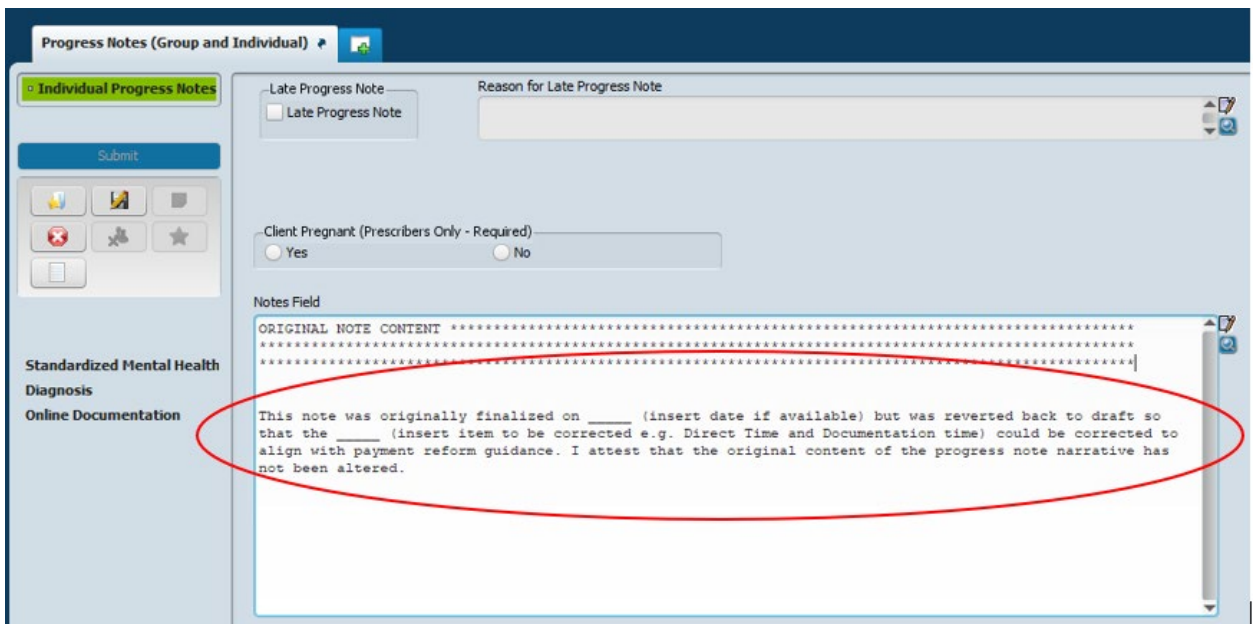 Progress Notes (Group and Individual)
Individual Progress Notes
Submit
Standardized Mental Health
Diagnosis
Online Documentation
Late Progress Note
Late Progress Note
Reason for Late Progress Note
Client Pregnant (Prescribers Only - Required)
Yes No
Notes Field
ORIGINAL NOTE CONTENT *******************************************************************************
*****************************************************************************************************
*****************************************************************************************************
This note was originally finalized on _____ (insert date if available) but was reverted back to draft so
that the _____ (insert item to be corrected e.g. Direct Time and Documentation time) could be corrected to
align with payment reform guidance. I attest that the original content of the progress note narrative has
not been altered.